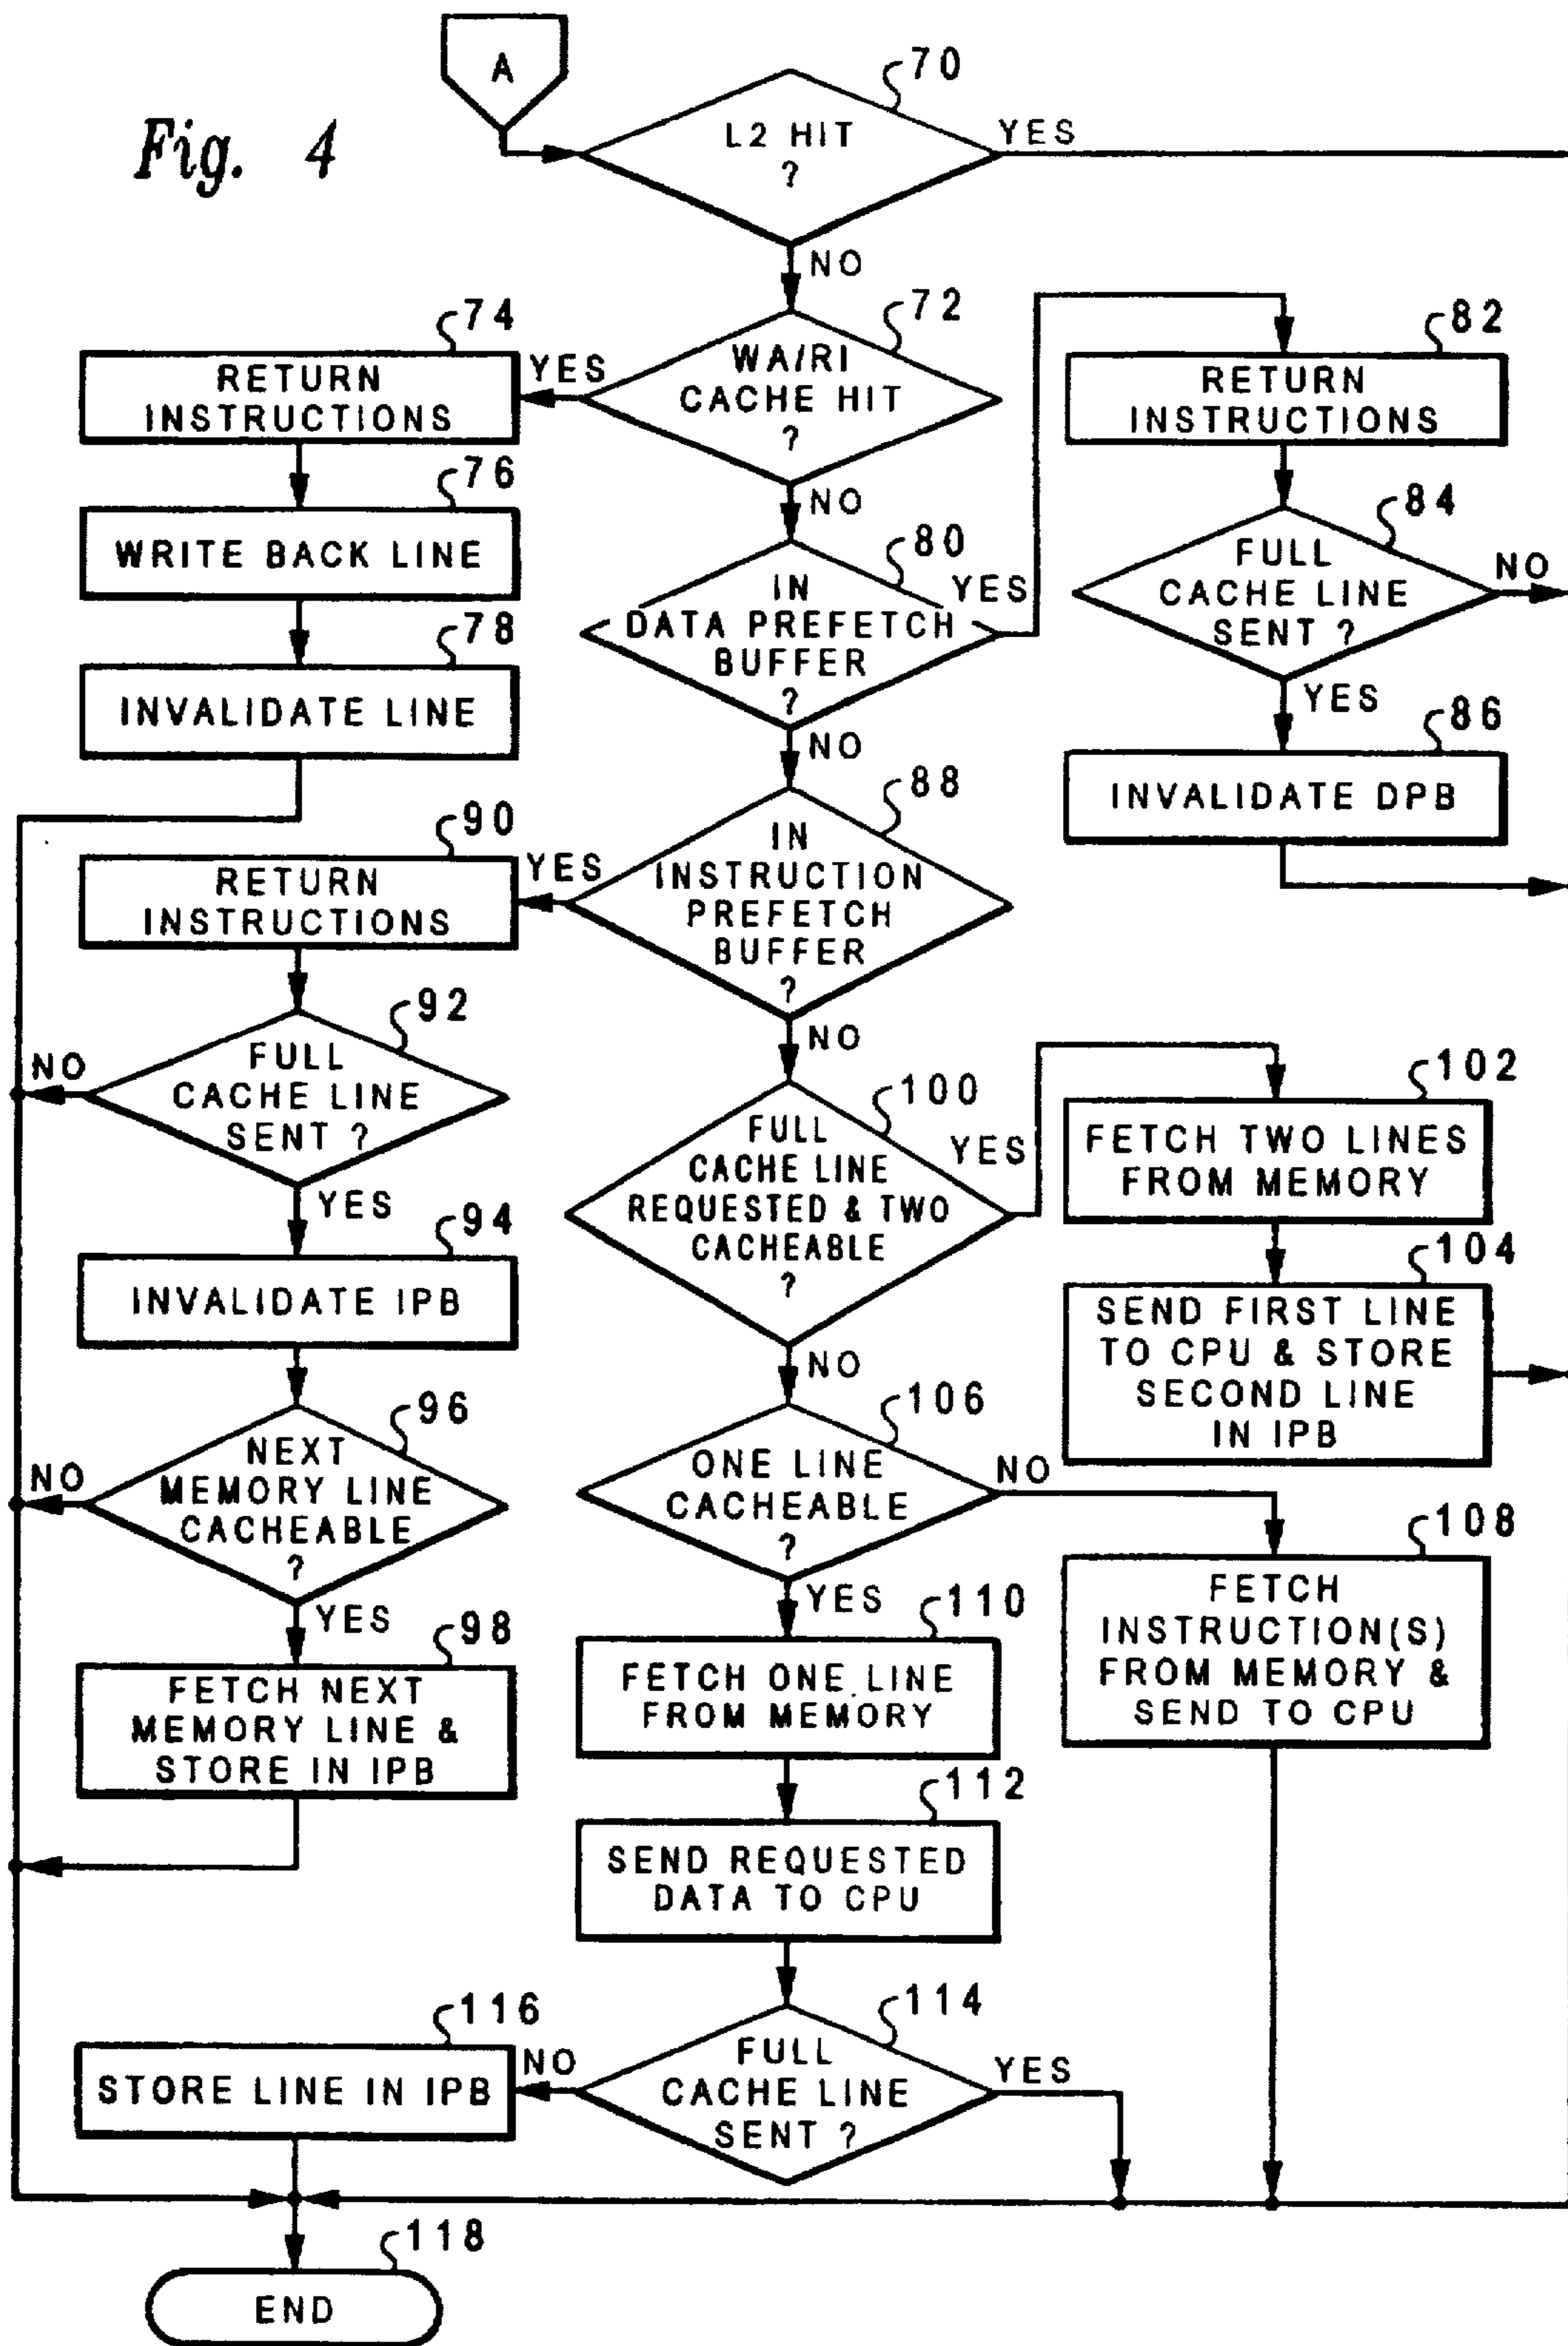 Fig. 4
A
70
L2 HIT
?
YES
NO
72
WA/RI
CACHE HIT
?
YES
NO
74
RETURN
INSTRUCTIONS
76
WRITE BACK LINE
78
INVALIDATE LINE
80
IN
DATA PREFETCH
BUFFER
?
YES
NO
82
RETURN
INSTRUCTIONS
84
FULL
CACHE LINE
SENT ?
NO
YES
86
INVALIDATE DPB
88
IN
INSTRUCTION
PREFETCH
BUFFER
?
YES
NO
90
RETURN
INSTRUCTIONS
92
FULL
CACHE LINE
SENT ?
NO
YES
94
INVALIDATE IPB
96
NEXT
MEMORY LINE
CACHEABLE
?
NO
YES
98
FETCH NEXT
MEMORY LINE &
STORE IN IPB
100
FULL
CACHE LINE
REQUESTED & TWO
CACHEABLE
?
YES
NO
102
FETCH TWO LINES
FROM MEMORY
104
SEND FIRST LINE
TO CPU & STORE
SECOND LINE
IN IPB
106
ONE LINE
CACHEABLE
?
NO
YES
108
FETCH
INSTRUCTION(S)
FROM MEMORY &
SEND TO CPU
110
FETCH ONE LINE
FROM MEMORY
112
SEND REQUESTED
DATA TO CPU
114
FULL
CACHE LINE
SENT ?
NO
YES
116
STORE LINE IN IPB
118
END